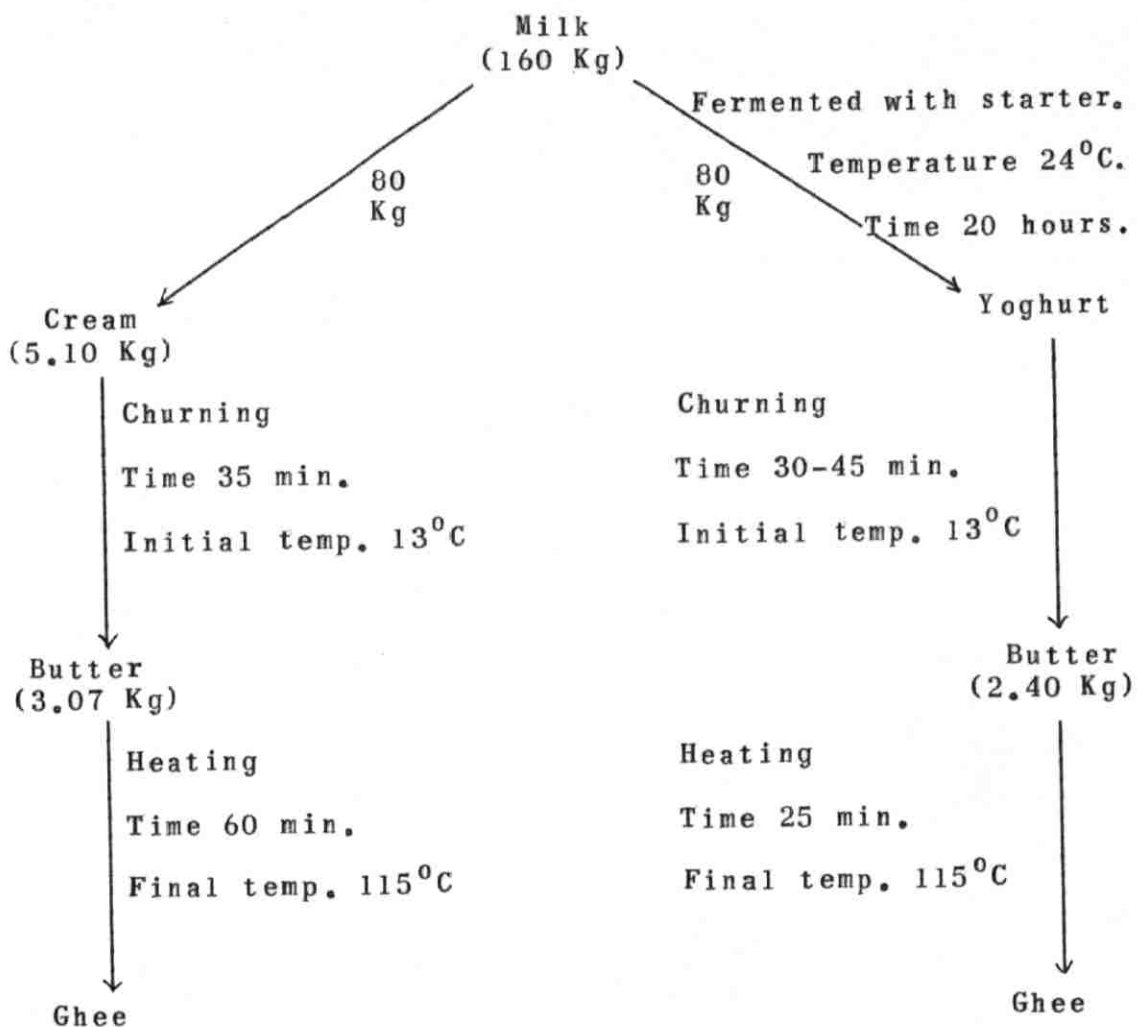 Milk
(160 Kg)
Fermented with starter.
Temperature 24°C.
Time 20 hours.
80
Kg
80
Kg
Cream
(5.10 Kg)
Churning
Time 35 min.
Initial temp. 13°C
Butter
(3.07 Kg)
Heating
Time 60 min.
Final temp. 115°C
Ghee
Yoghurt
Churning
Time 30-45 min.
Initial temp. 13°C
Butter
(2.40 Kg)
Heating
Time 25 min.
Final temp. 115°C
Ghee